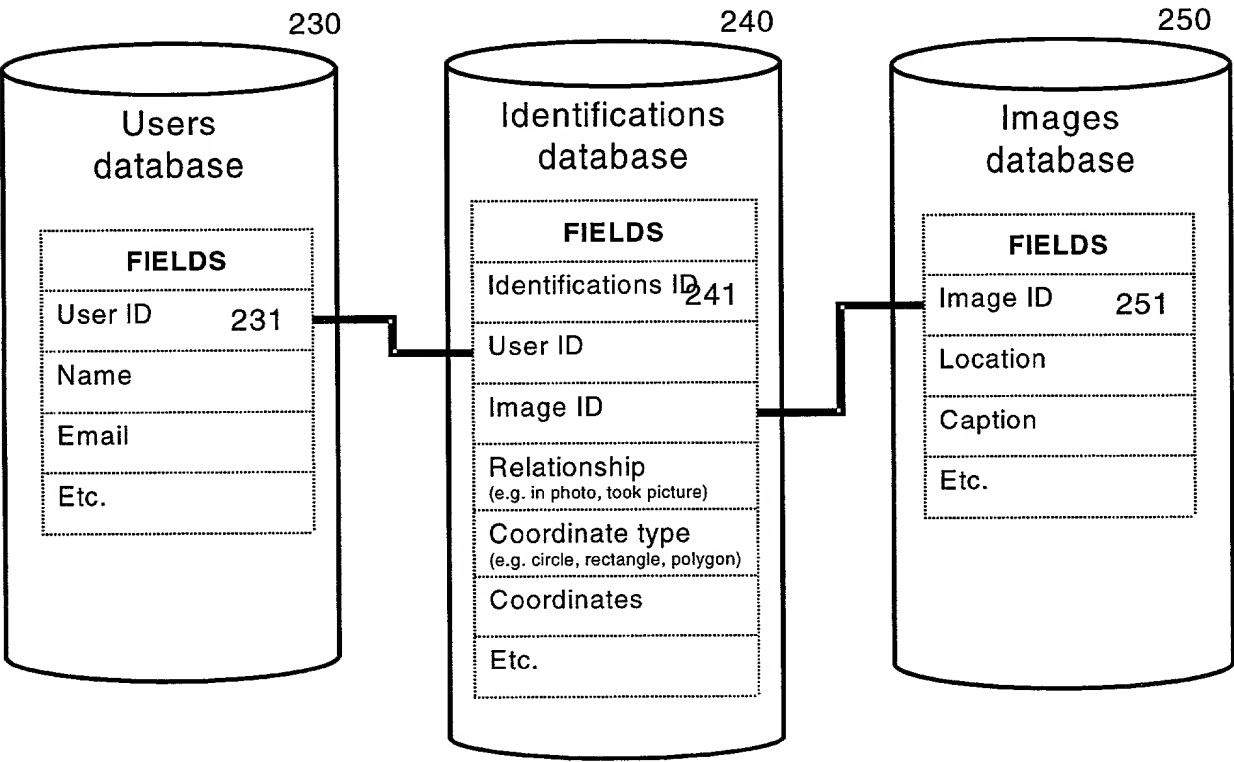 230
Users
database
FIELDS
User ID 231
Name
Email
Etc.
240
Identifications
database
FIELDS
Identifications ID 241
User ID
Image ID
Relationship
(e.g. in photo, took picture)
Coordinate type
(e.g. circle, rectangle, polygon)
Coordinates
Etc.
250
Images
database
FIELDS
Image ID 251
Location
Caption
Etc.